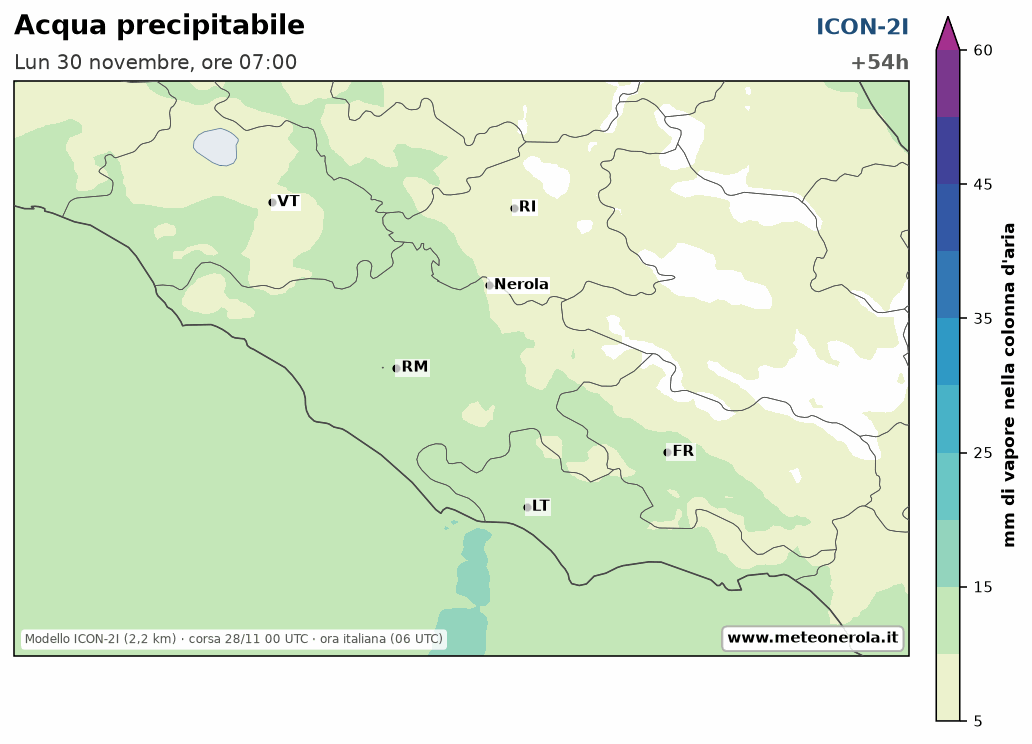 Acqua precipitabile
ICON-2I
Lun 30 novembre, ore 07:00
+54h
60
45
35
25
15
5
mm di vapore nella colonna d'aria
VT
RI
Nerola
RM
FR
LT
Modello ICON-2I (2,2 km) · corsa 28/11 00 UTC · ora italiana (06 UTC)
www.meteonerola.it